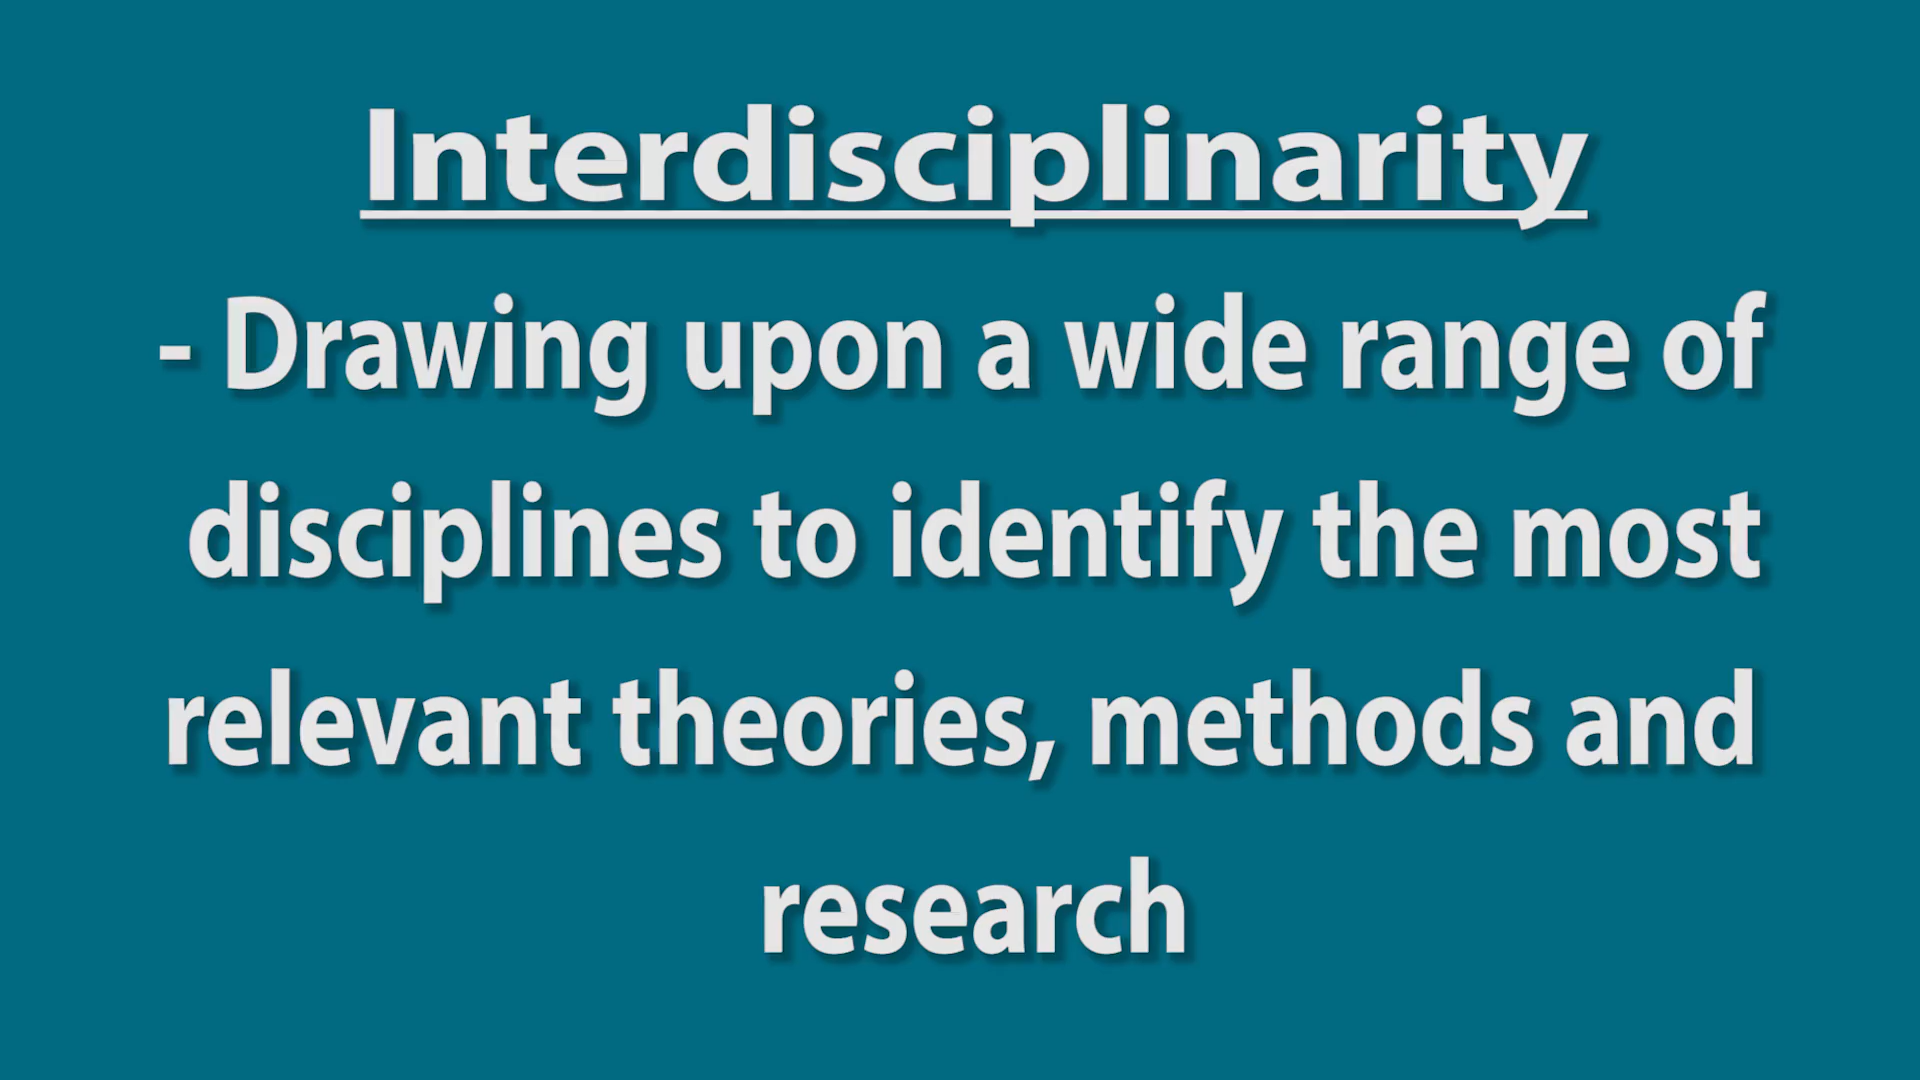 Interdisciplinarity
- Drawing upon a wide range of
disciplines to identify the most
relevant theories, methods and
research